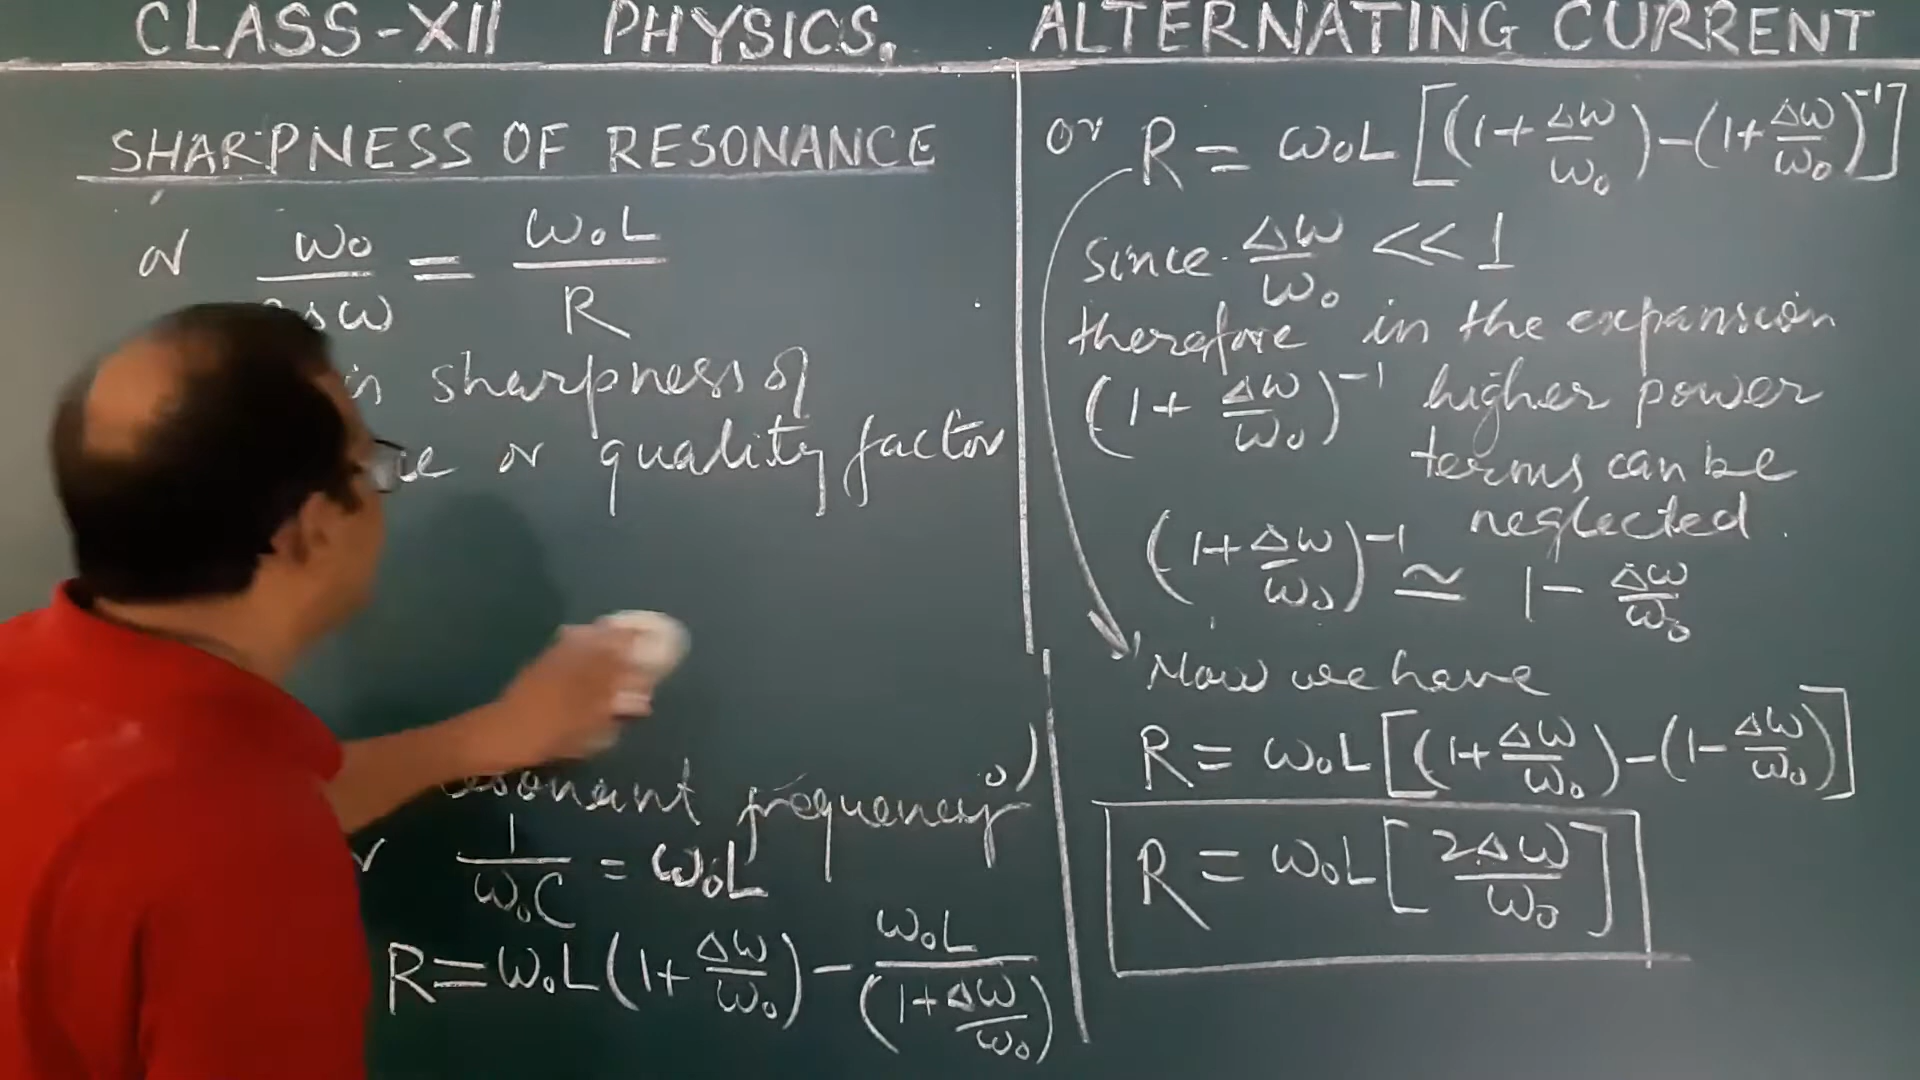 CLASS-XII PHYSICS. ALTERNATING CURRENT
SHARPNESS OF RESONANCE
or ω₀/2Δω = ω₀L/R
is sharpness of
or quality factor
resonant frequency)
1/ω₀C = ω₀L
R = ω₀L(1+Δω/ω₀) - ω₀L/(1+Δω/ω₀)
or R = ω₀L[(1+Δω/ω₀)-(1+Δω/ω₀)⁻¹]
Since Δω/ω₀ << 1
therefore in the expansion
(1+Δω/ω₀)⁻¹ higher power
terms can be
neglected.
(1+Δω/ω₀)⁻¹ ≃ 1-Δω/ω₀
Now we have
R = ω₀L[(1+Δω/ω₀)-(1-Δω/ω₀)]
R = ω₀L[2Δω/ω₀]